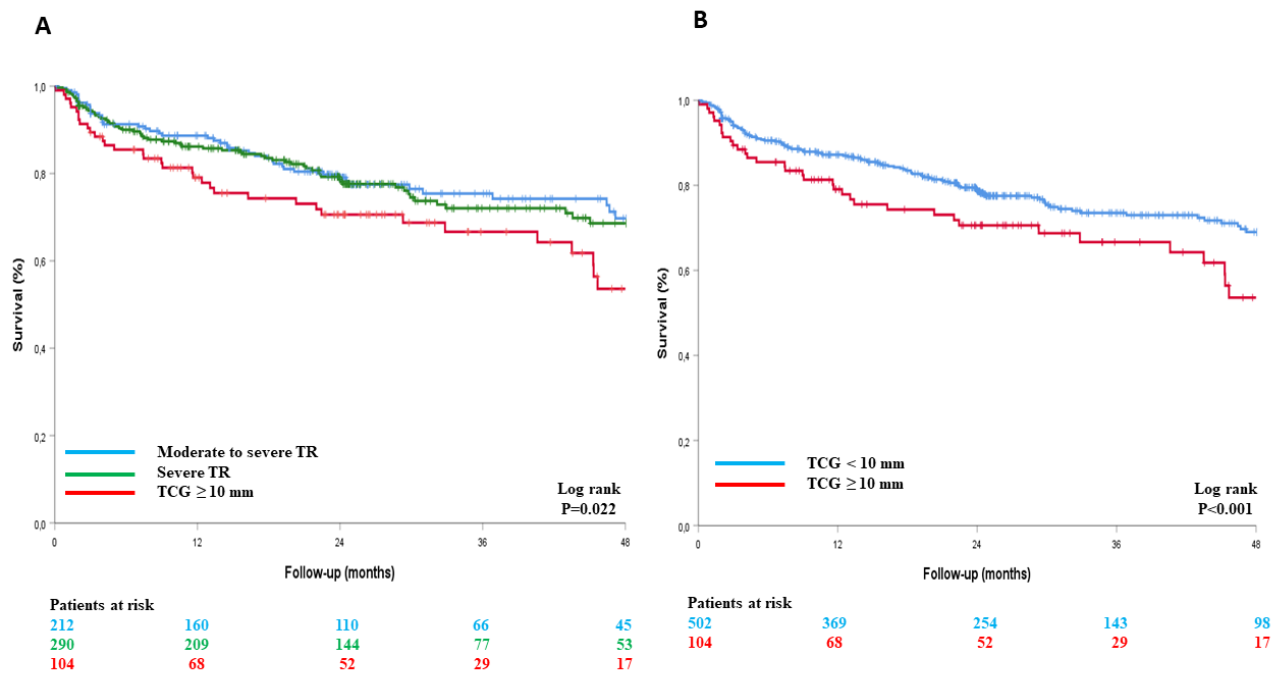 A
1,0
0,8
0,6
0,4
0,2
0,0
Survival (%)
0 12 24 36 48
Follow-up (months)
Moderate to severe TR
Severe TR
TCG ≥ 10 mm
Log rank
P=0.022
Patients at risk
212 160 110 66 45
290 209 144 77 53
104 68 52 29 17
B
1,0
0,8
0,6
0,4
0,2
0,0
Survival (%)
0 12 24 36 48
Follow-up (months)
TCG < 10 mm
TCG ≥ 10 mm
Log rank
P<0.001
Patients at risk
502 369 254 143 98
104 68 52 29 17